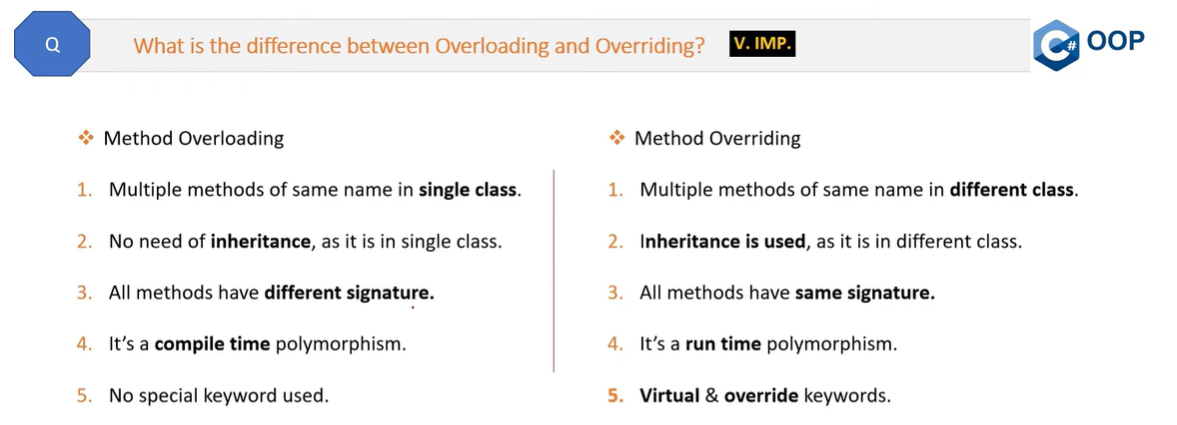 Q
What is the difference between Overloading and Overriding?
V. IMP.
C# OOP
❖ Method Overloading
1. Multiple methods of same name in single class.
2. No need of inheritance, as it is in single class.
3. All methods have different signature.
4. It’s a compile time polymorphism.
5. No special keyword used.
❖ Method Overriding
1. Multiple methods of same name in different class.
2. Inheritance is used, as it is in different class.
3. All methods have same signature.
4. It’s a run time polymorphism.
5. Virtual & override keywords.